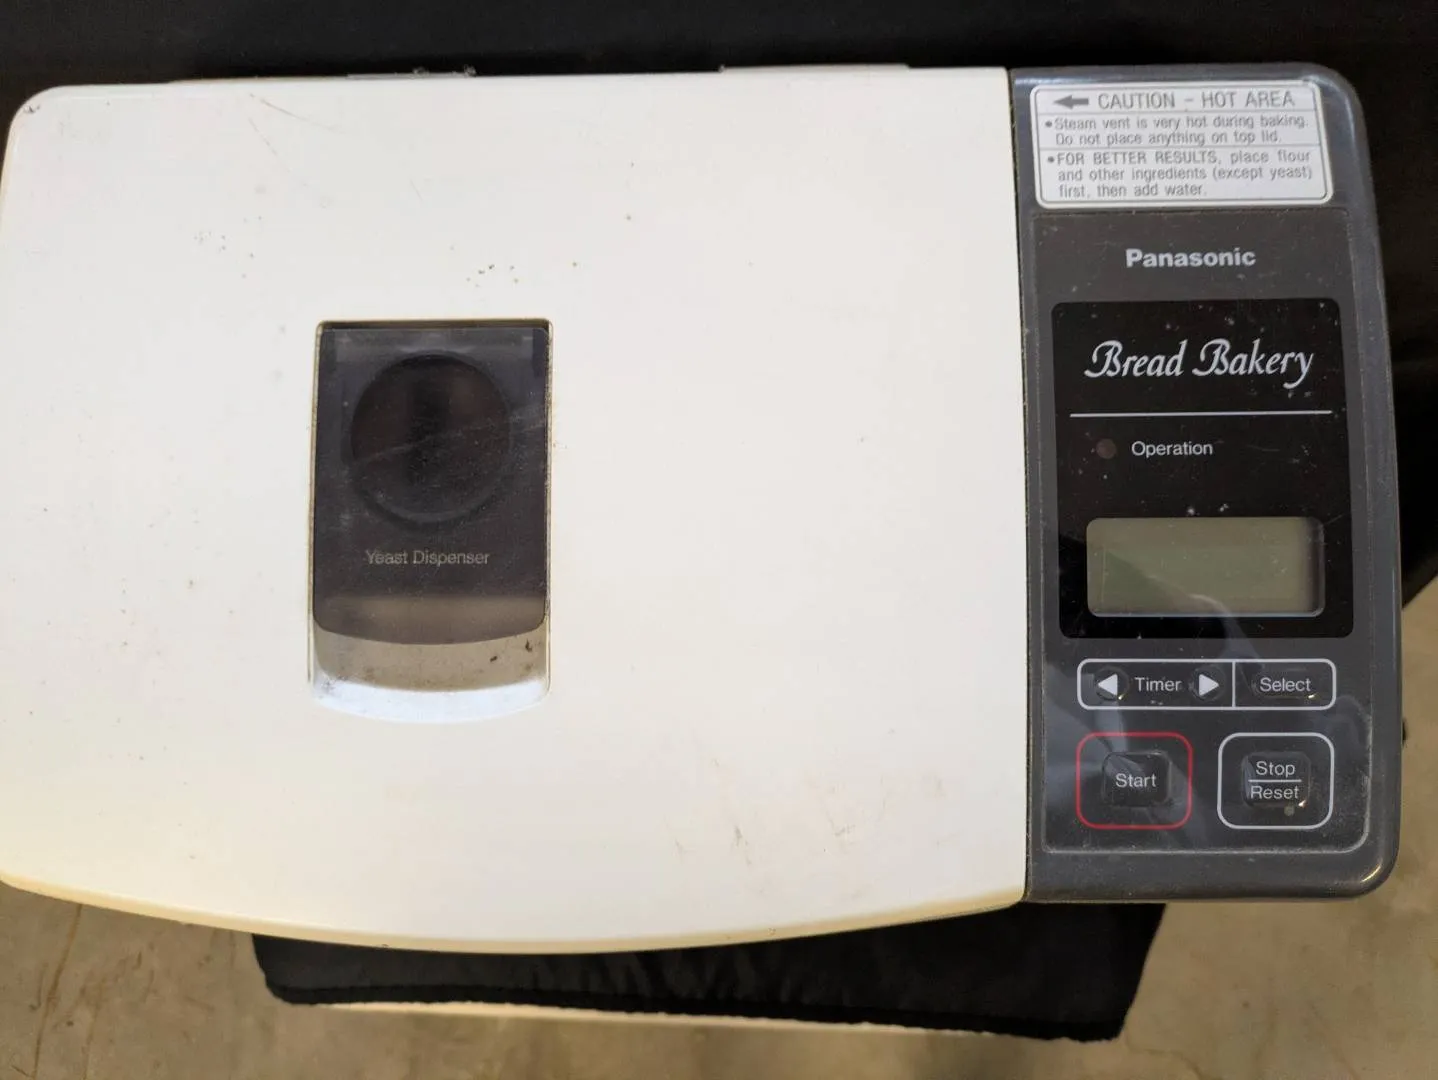 CAUTION - HOT AREA
•Steam vent is very hot during baking.
Do not place anything on top lid.
•FOR BETTER RESULTS, place flour
and other ingredients (except yeast)
first, then add water.
Panasonic
Bread Bakery
Operation
Yeast Dispenser
Timer
Select
Start
Stop
Reset